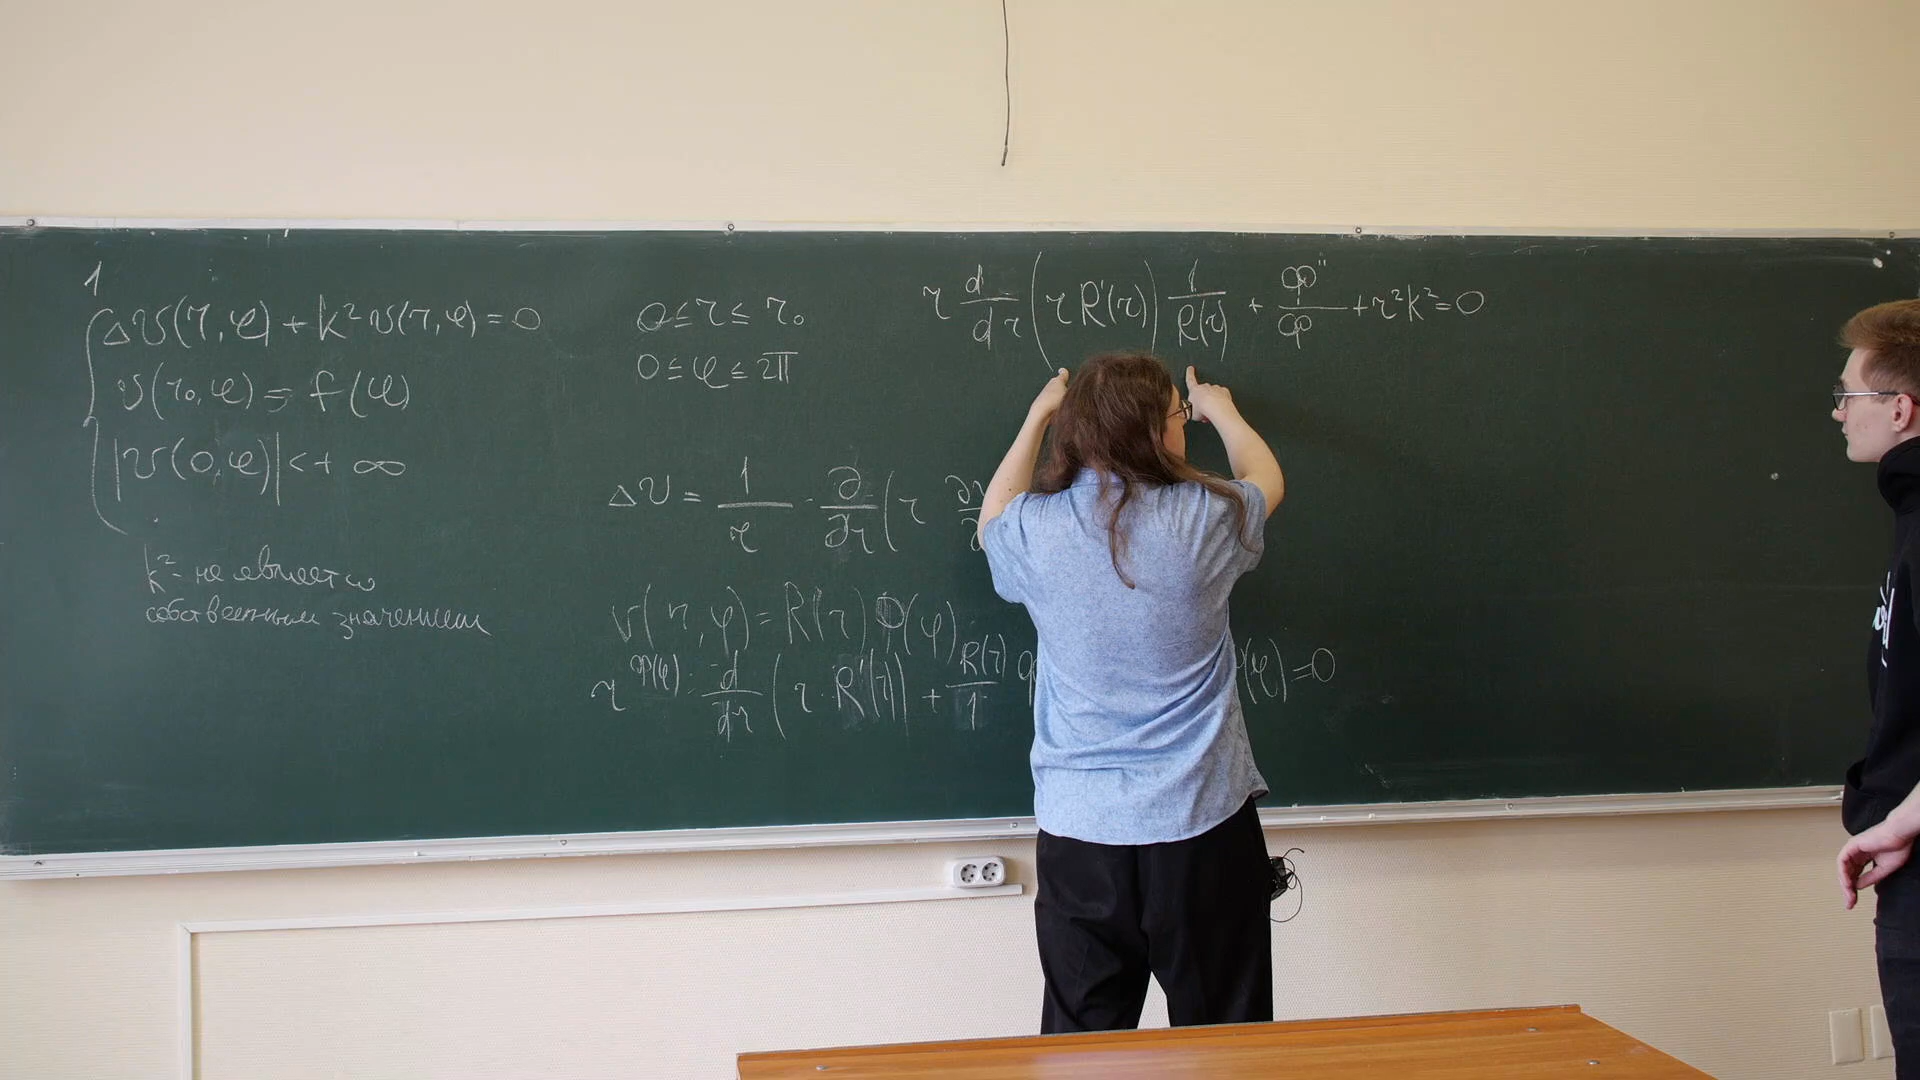 1
Δv(r,φ) + k²v(r,φ) = 0
v(r₀,φ) = f(φ)
|v(0,φ)| < + ∞
k² - не является
собственным значением
0 ≤ r ≤ r₀
0 ≤ φ ≤ 2π
Δv = 1/r · ∂/∂r (r
v(r,φ) = R(r)Φ(φ)
r Φ(φ) · d/dr (r · R'(r)) + R(r)/1 (φ) = 0
r d/dr (r R'(r)) 1/R(r) + Φ''/Φ + r²k² = 0